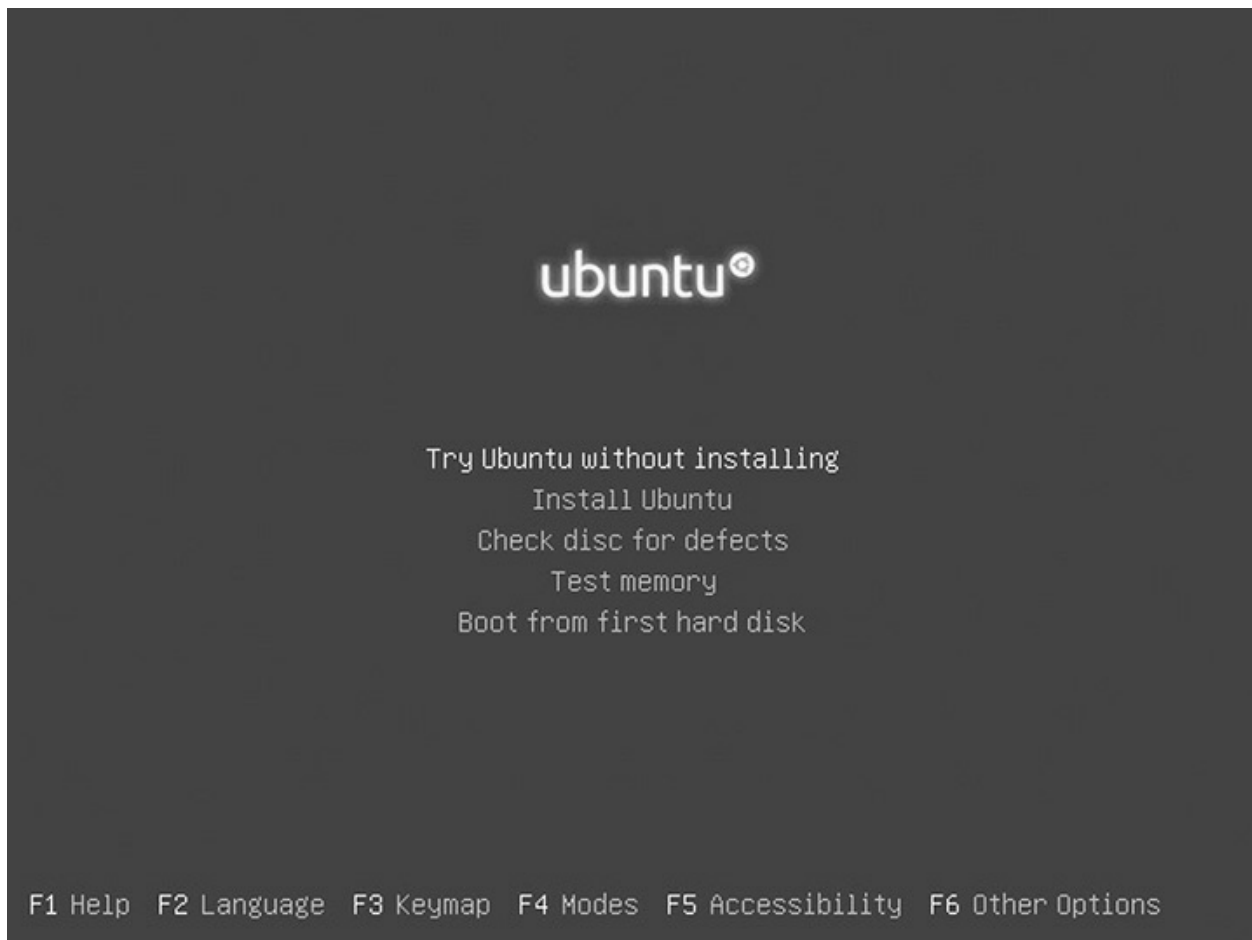 ubuntu
Try Ubuntu without installing
Install Ubuntu
Check disc for defects
Test memory
Boot from first hard disk
F1 Help F2 Language F3 Keymap F4 Modes F5 Accessibility F6 Other Options